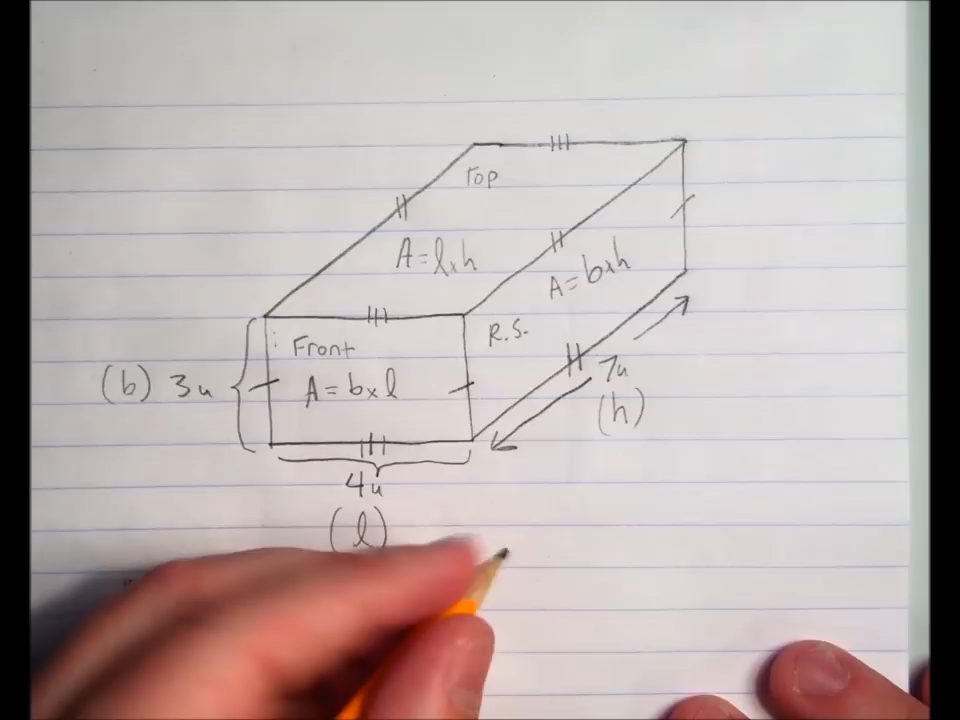 Top
A = l x h
A = b x h
R.S.
Front
A = b x l
(b) 3u
7u
(h)
4u
(l)